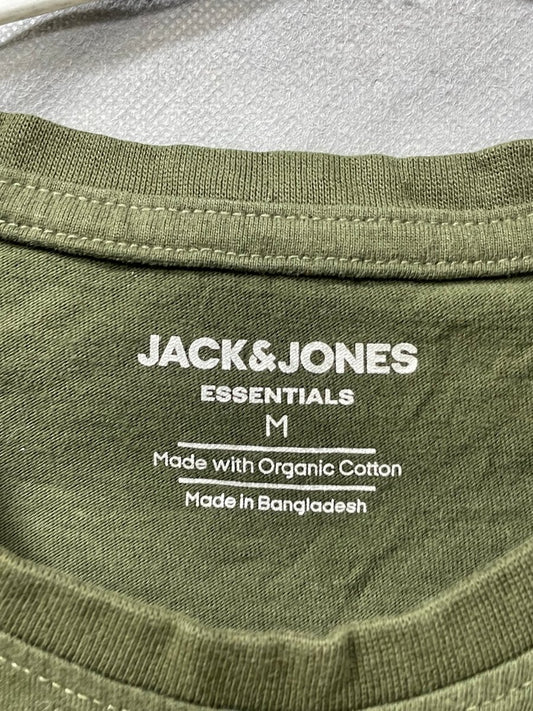 JACK&JONES
ESSENTIALS
M
Made with Organic Cotton
Made in Bangladesh